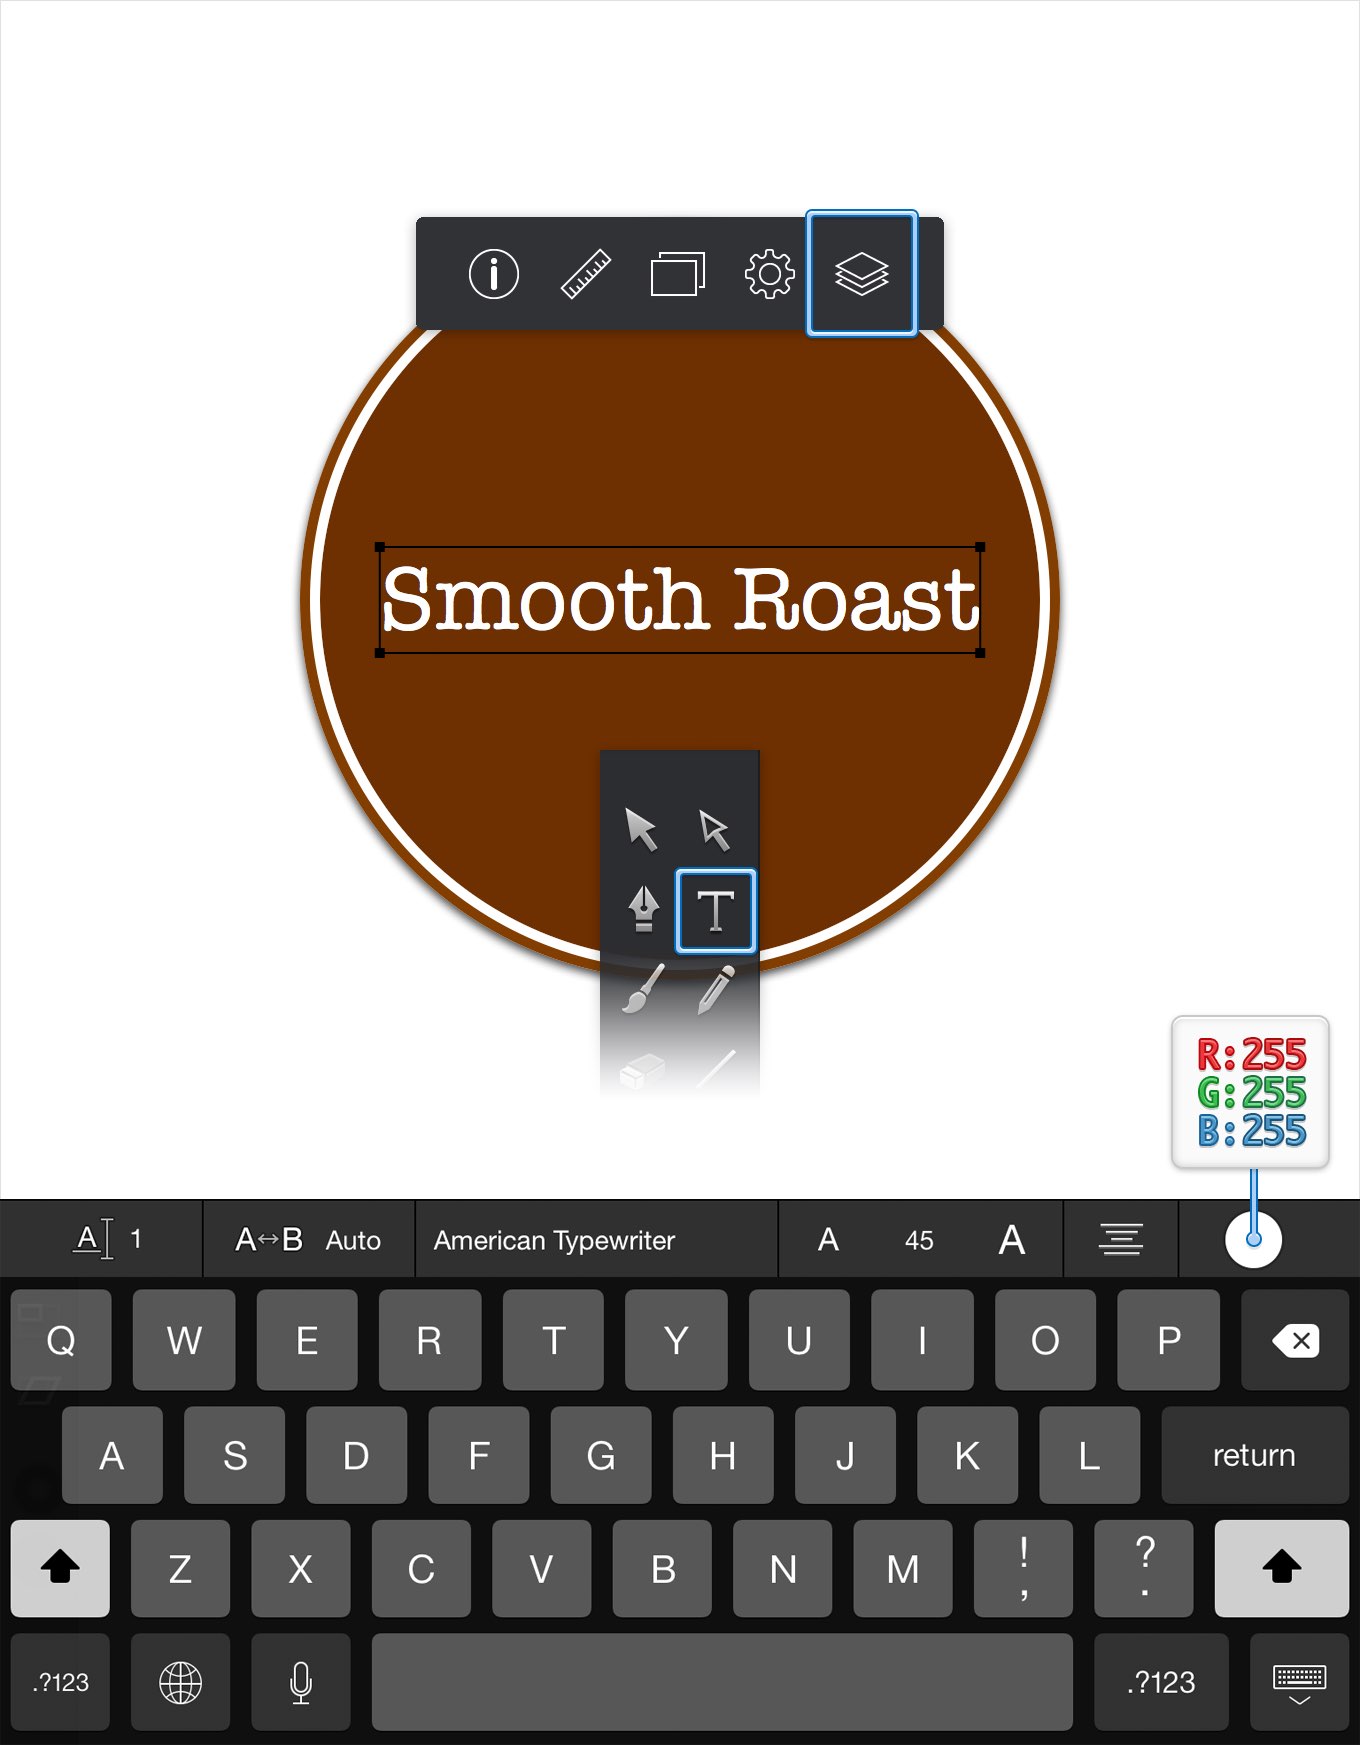 Smooth Roast
T
R:255
G:255
B:255
A 1 A↔B Auto American Typewriter A 45 A
Q W E R T Y U I O P
A S D F G H J K L return
Z X C V B N M ! , ? .
.?123 .?123